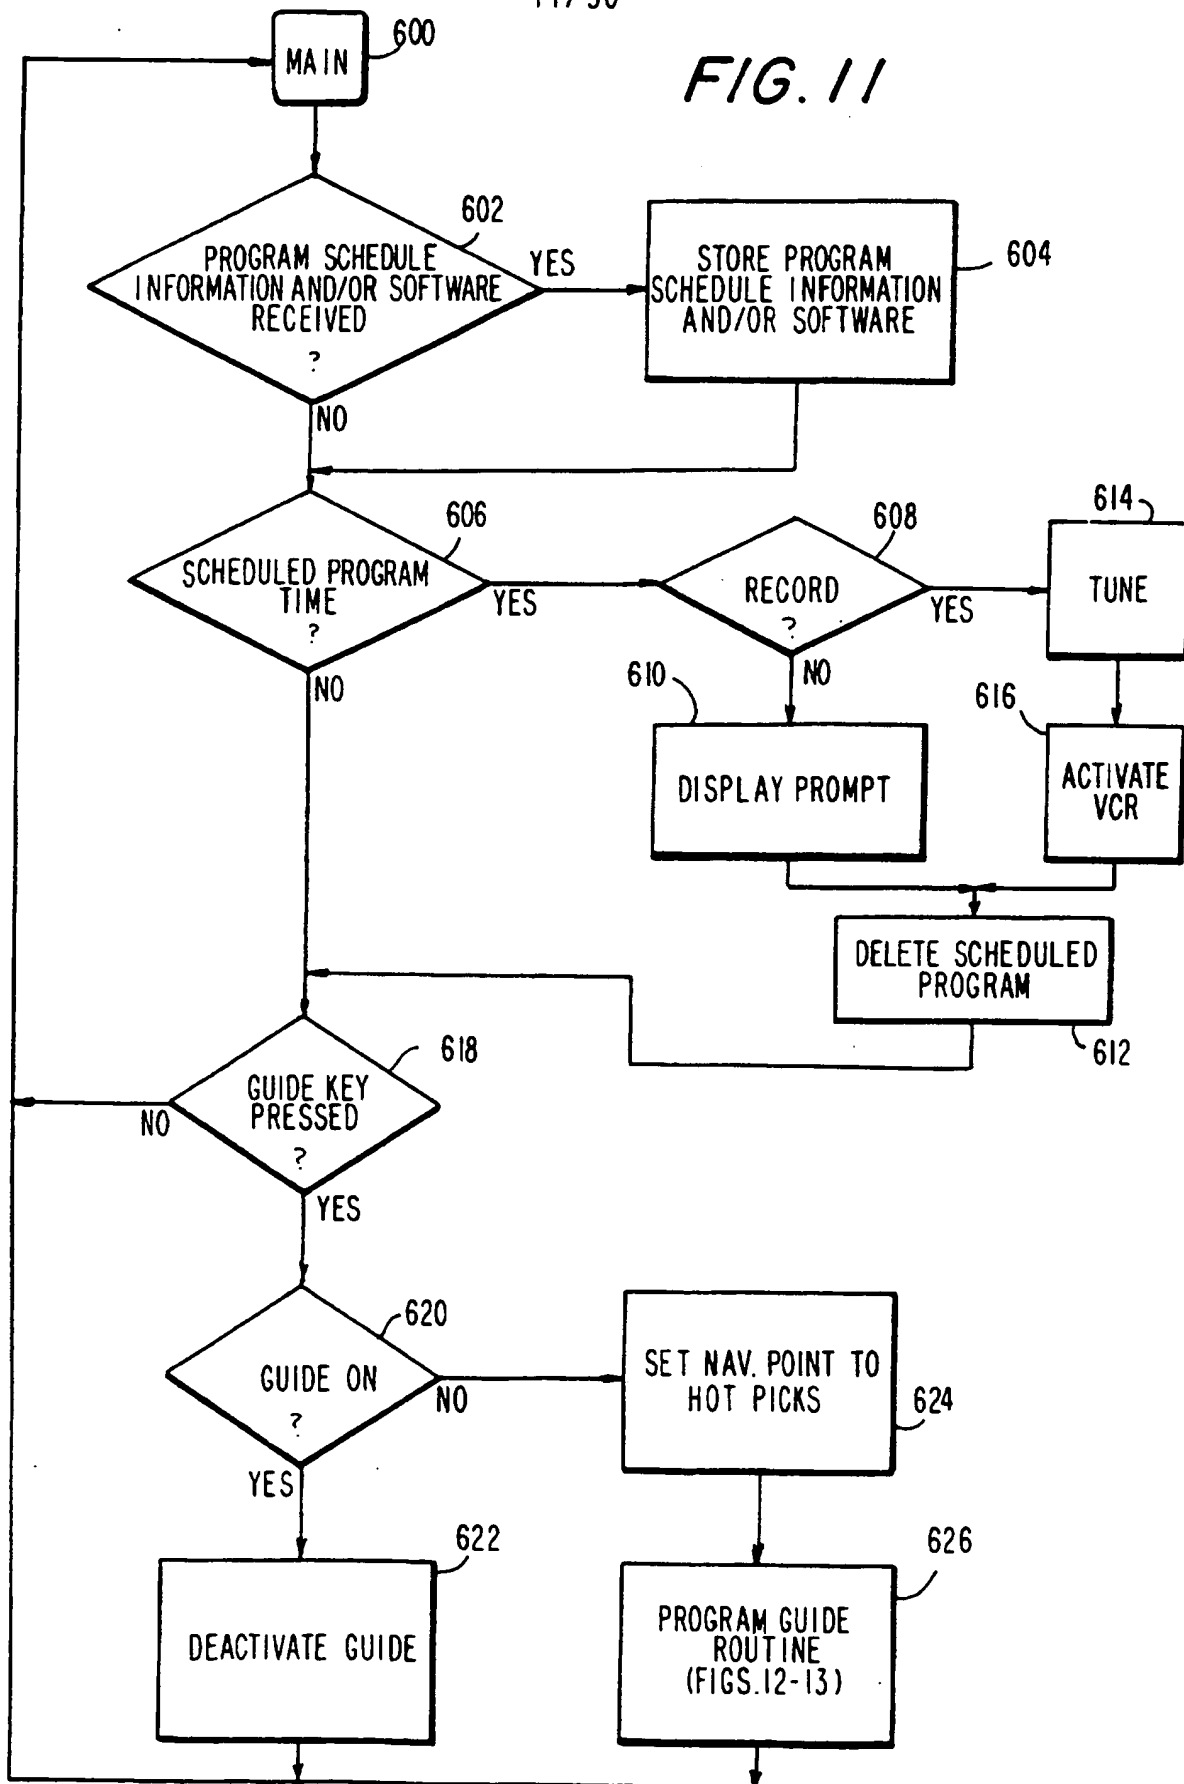 MAIN
600
FIG. 11
602
PROGRAM SCHEDULE
INFORMATION AND/OR SOFTWARE
RECEIVED
?
YES
NO
STORE PROGRAM
SCHEDULE INFORMATION
AND/OR SOFTWARE
604
606
SCHEDULED PROGRAM
TIME
?
YES
NO
608
RECORD
?
YES
NO
614
TUNE
610
DISPLAY PROMPT
616
ACTIVATE
VCR
DELETE SCHEDULED
PROGRAM
612
618
GUIDE KEY
PRESSED
?
NO
YES
620
GUIDE ON
?
NO
YES
SET NAV. POINT TO
HOT PICKS
624
622
DEACTIVATE GUIDE
626
PROGRAM GUIDE
ROUTINE
(FIGS.12-13)